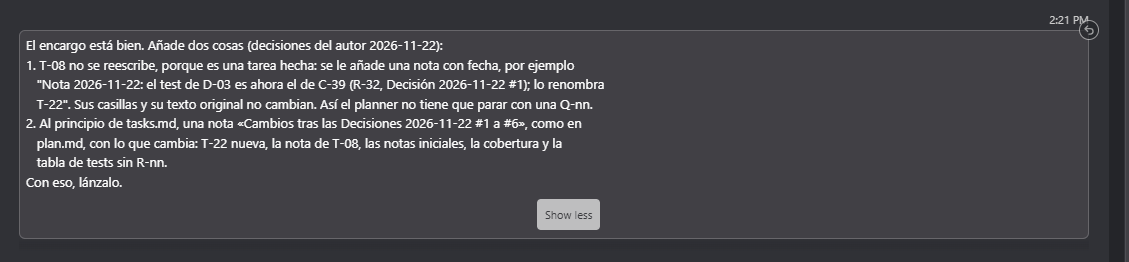 2:21 PM
El encargo está bien. Añade dos cosas (decisiones del autor 2026-11-22):
1. T-08 no se reescribe, porque es una tarea hecha: se le añade una nota con fecha, por ejemplo
"Nota 2026-11-22: el test de D-03 es ahora el de C-39 (R-32, Decisión 2026-11-22 #1); lo renombra
T-22". Sus casillas y su texto original no cambian. Así el planner no tiene que parar con una Q-nn.
2. Al principio de tasks.md, una nota «Cambios tras las Decisiones 2026-11-22 #1 a #6», como en
plan.md, con lo que cambia: T-22 nueva, la nota de T-08, las notas iniciales, la cobertura y la
tabla de tests sin R-nn.
Con eso, lánzalo.
Show less